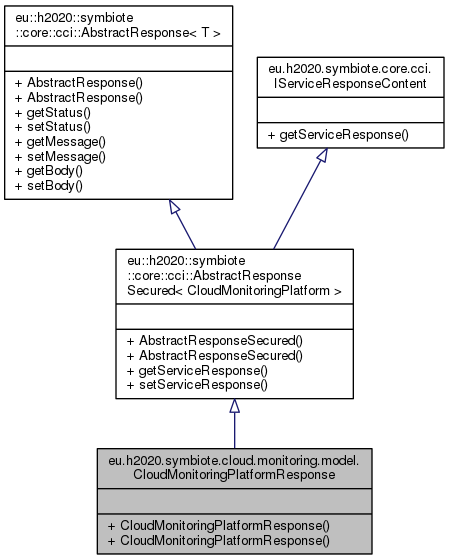 eu::h2020::symbiote
::core::cci::AbstractResponse< T >
+ AbstractResponse()
+ AbstractResponse()
+ getStatus()
+ setStatus()
+ getMessage()
+ setMessage()
+ getBody()
+ setBody()
eu.h2020.symbiote.core.cci.
IServiceResponseContent
+ getServiceResponse()
eu::h2020::symbiote
::core::cci::AbstractResponse
Secured< CloudMonitoringPlatform >
+ AbstractResponseSecured()
+ AbstractResponseSecured()
+ getServiceResponse()
+ setServiceResponse()
eu.h2020.symbiote.cloud.monitoring.model.
CloudMonitoringPlatformResponse
+ CloudMonitoringPlatformResponse()
+ CloudMonitoringPlatformResponse()